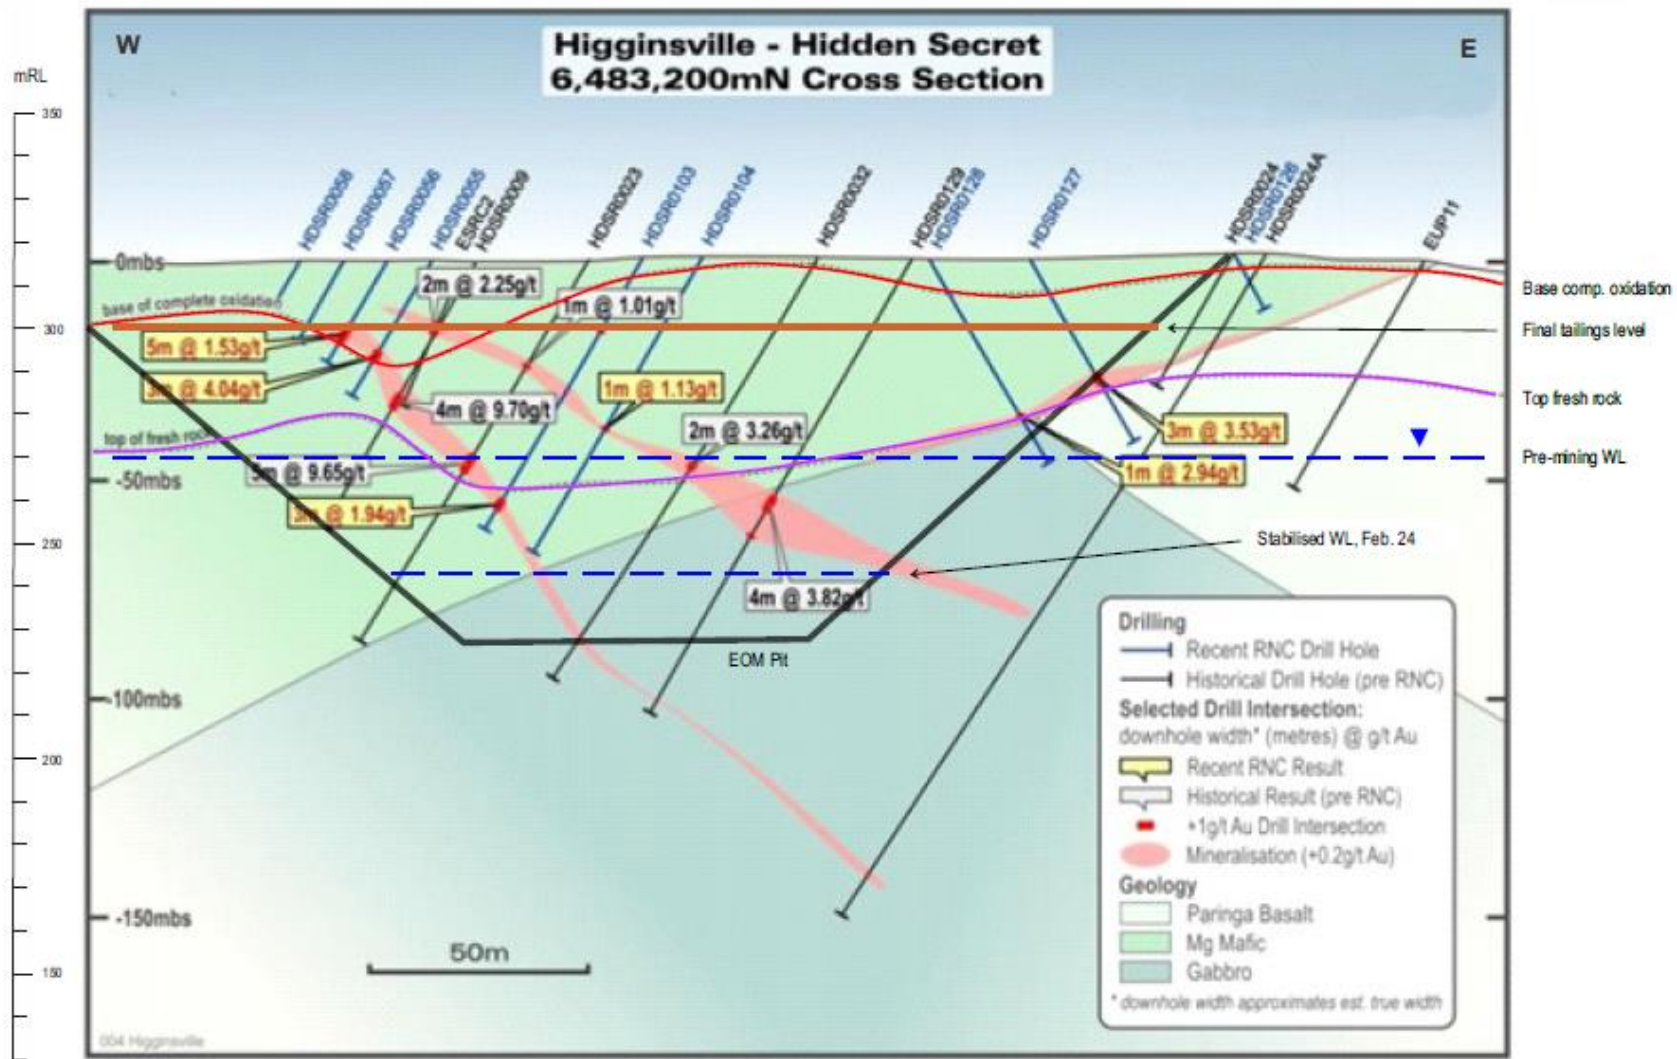 W
Higginsville - Hidden Secret
6,483,200mN Cross Section
E
mRL
350
300
250
200
150
HDSR0058
HDSR0057
HDSR0056
HDSR0055
ESRC2
HDSR0009
HDSR0023
HDSR0103
HDSR0104
HDSR0032
HDSR0129
HDSR0128
HDSR0127
HDSR0024
HDSR0126
HDSR0024A
EUP11
0mbs
-50mbs
-100mbs
-150mbs
base of complete oxidation
top of fresh rock
2m @ 2.25g/t
1m @ 1.01g/t
5m @ 1.53g/t
3m @ 4.04g/t
4m @ 9.70g/t
1m @ 1.13g/t
2m @ 3.26g/t
5m @ 9.65g/t
3m @ 1.94g/t
4m @ 3.82g/t
3m @ 3.53g/t
1m @ 2.94g/t
Base comp. oxidation
Final tailings level
Top fresh rock
Pre-mining WL
Stabilised WL, Feb. 24
EOM Pit
50m
Drilling
Recent RNC Drill Hole
Historical Drill Hole (pre RNC)
Selected Drill Intersection:
downhole width* (metres) @ g/t Au
Recent RNC Result
Historical Result (pre RNC)
+1g/t Au Drill Intersection
Mineralisation (+0.2g/t Au)
Geology
Paringa Basalt
Mg Mafic
Gabbro
* downhole width approximates est. true width
004 Higginsville